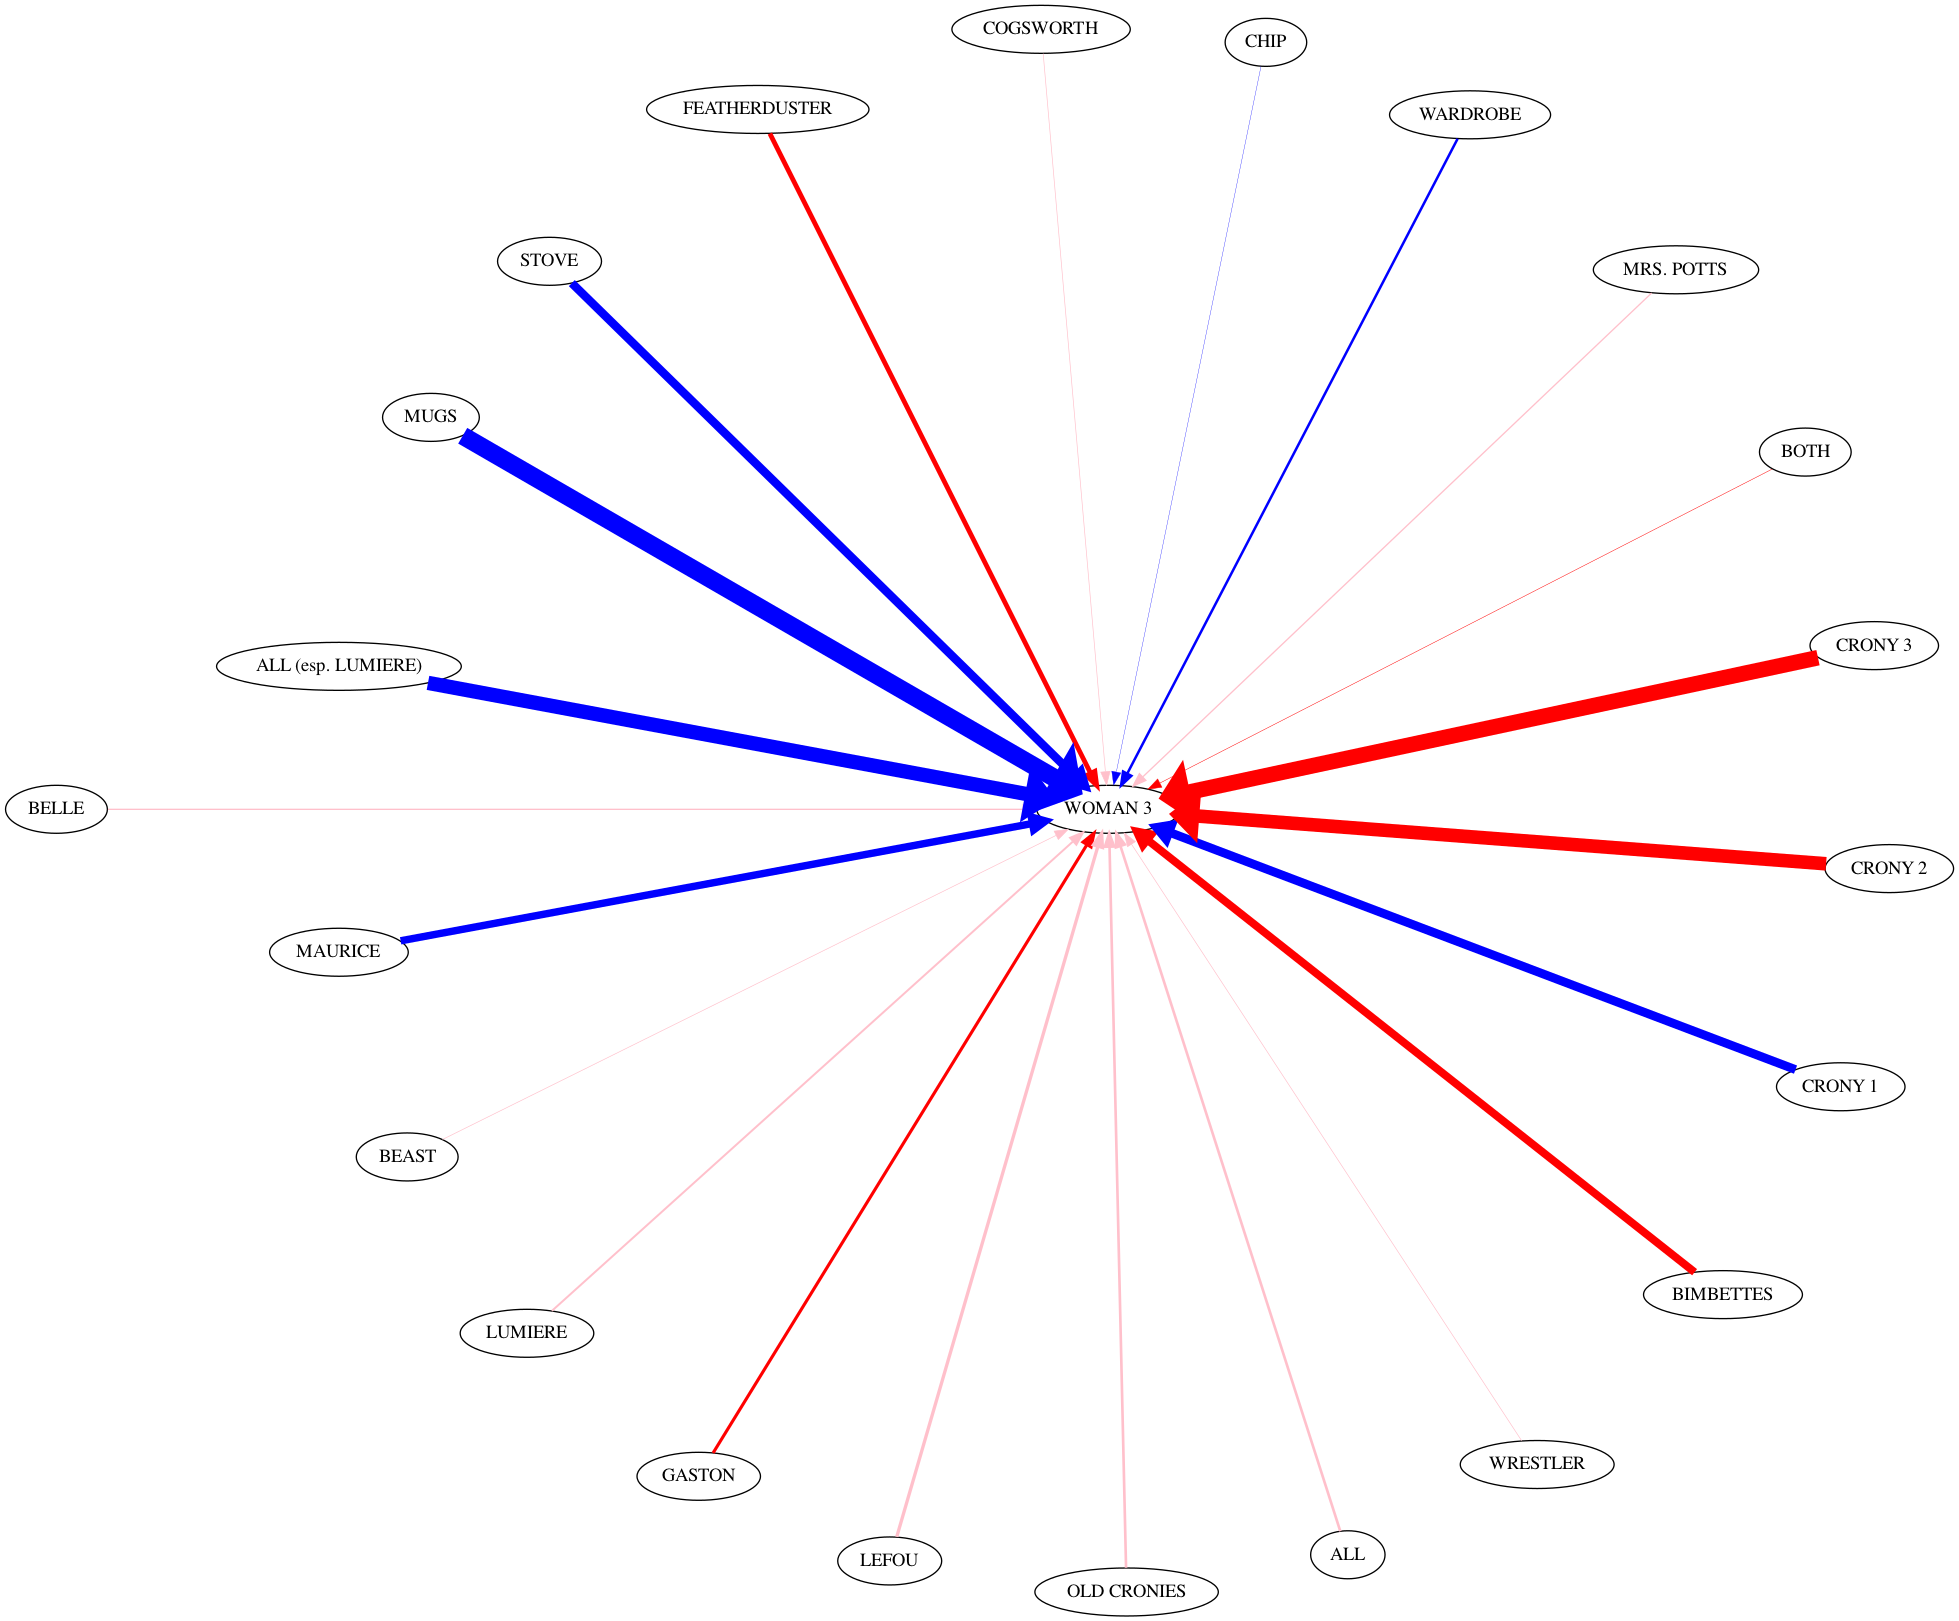 COGSWORTH
CHIP
FEATHERDUSTER
WARDROBE
STOVE
MRS. POTTS
MUGS
BOTH
ALL (esp. LUMIERE)
CRONY 3
BELLE
WOMAN 3
CRONY 2
MAURICE
CRONY 1
BEAST
BIMBETTES
LUMIERE
WRESTLER
GASTON
LEFOU
ALL
OLD CRONIES